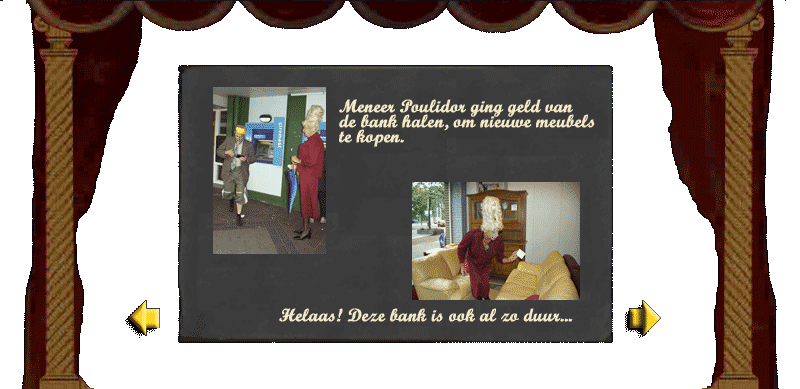 Meneer Poulidor ging geld van
de bank halen, om nieuwe meubels
te kopen.
Helaas! Deze bank is ook al zo duur...